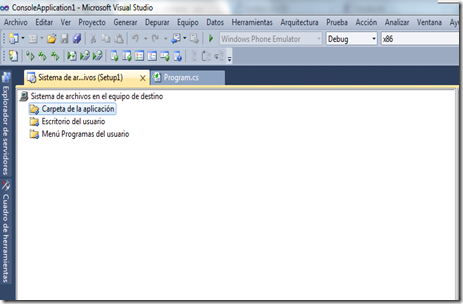 ConsoleApplication1 - Microsoft Visual Studio
Archivo Editar Ver Proyecto Generar Depurar Equipo Datos Herramientas Arquitectura Prueba Acción Analizar Ventana Ayu
Windows Phone Emulator Debug x86
Sistema de ar...ivos (Setup1) Program.cs
Sistema de archivos en el equipo de destino
Carpeta de la aplicación
Escritorio del usuario
Menú Programas del usuario
Explorador de servidores
Cuadro de herramientas